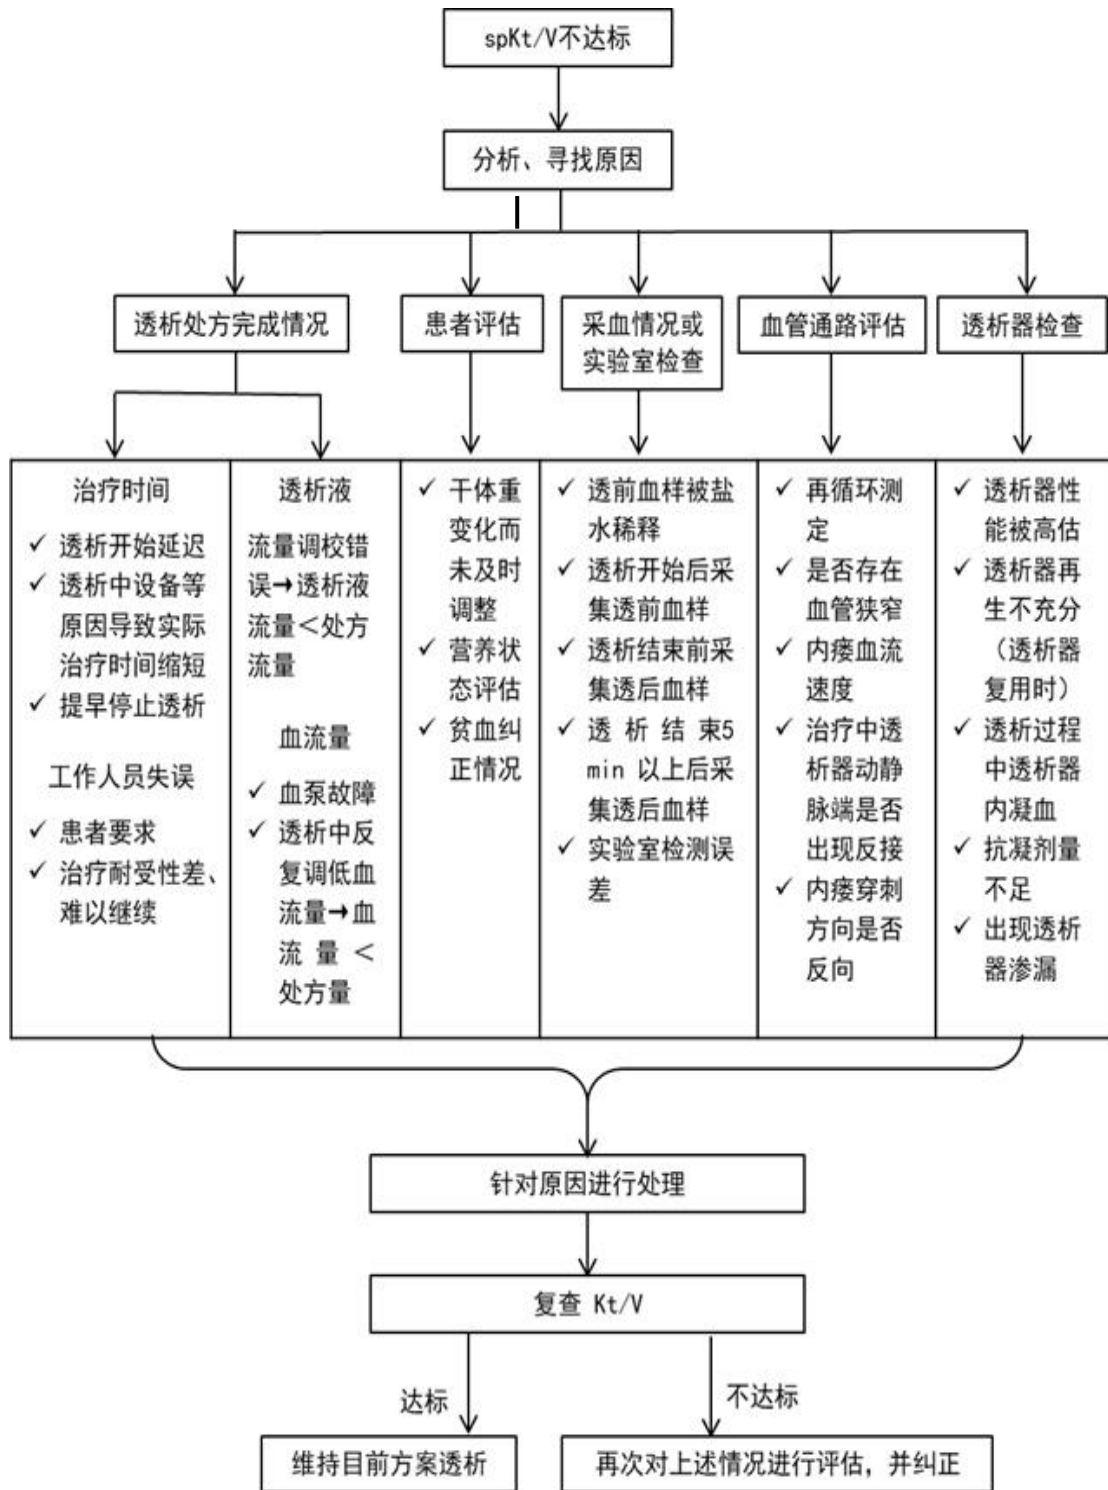 spKt/V不达标
分析、寻找原因
透析处方完成情况
患者评估
采血情况或
实验室检查
血管通路评估
透析器检查
治疗时间
✓ 透析开始延迟
✓ 透析中设备等
原因导致实际
治疗时间缩短
✓ 提早停止透析
工作人员失误
✓ 患者要求
✓ 治疗耐受性差、
难以继续
透析液
流量调校错
误→透析液
流量＜处方
流量
血流量
✓ 血泵故障
✓ 透析中反
复调低血
流量→血
流 量 ＜
处方量
✓ 干体重
变化而
未及时
调整
✓ 营养状
态评估
✓ 贫血纠
正情况
✓ 透前血样被盐
水稀释
✓ 透析开始后采
集透前血样
✓ 透析结束前采
集透后血样
✓ 透 析 结 束5
min 以上后采
集透后血样
✓ 实验室检测误
差
✓ 再循环测
定
✓ 是否存在
血管狭窄
✓ 内瘘血流
速度
✓ 治疗中透
析器动静
脉端是否
出现反接
✓ 内瘘穿刺
方向是否
反向
✓ 透析器性
能被高估
✓ 透析器再
生不充分
（透析器
复用时）
✓ 透析过程
中透析器
内凝血
✓ 抗凝剂量
不足
✓ 出现透析
器渗漏
针对原因进行处理
复查 Kt/V
达标
不达标
维持目前方案透析
再次对上述情况进行评估，并纠正